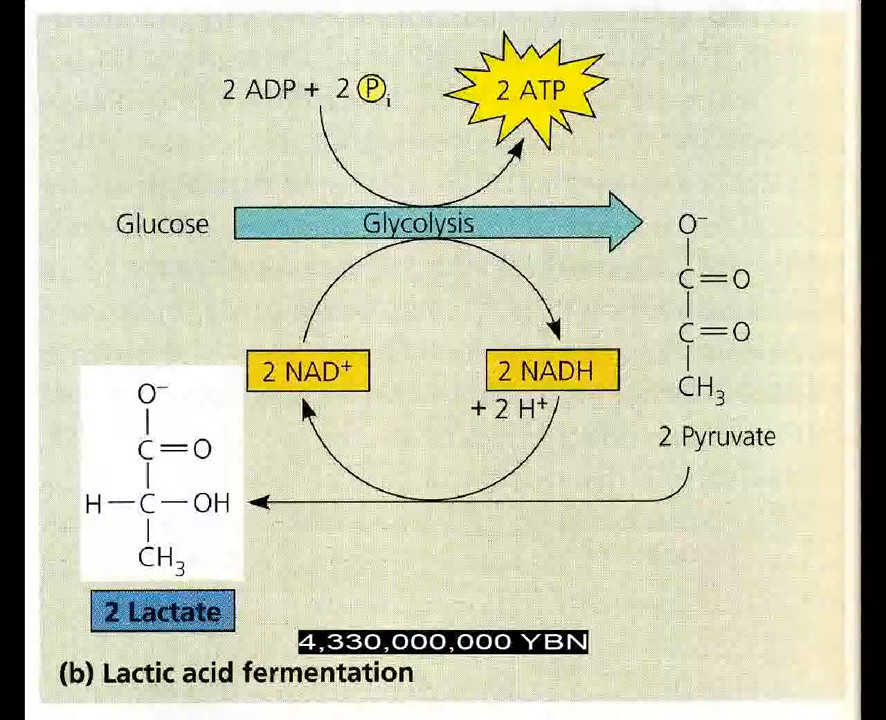 2 ADP + 2 Pi
2 ATP
Glucose
Glycolysis
O⁻
C=O
C=O
CH₃
2 Pyruvate
2 NAD⁺
2 NADH
+ 2 H⁺
O⁻
C=O
H—C—OH
CH₃
2 Lactate
4,330,000,000 YBN
(b) Lactic acid fermentation